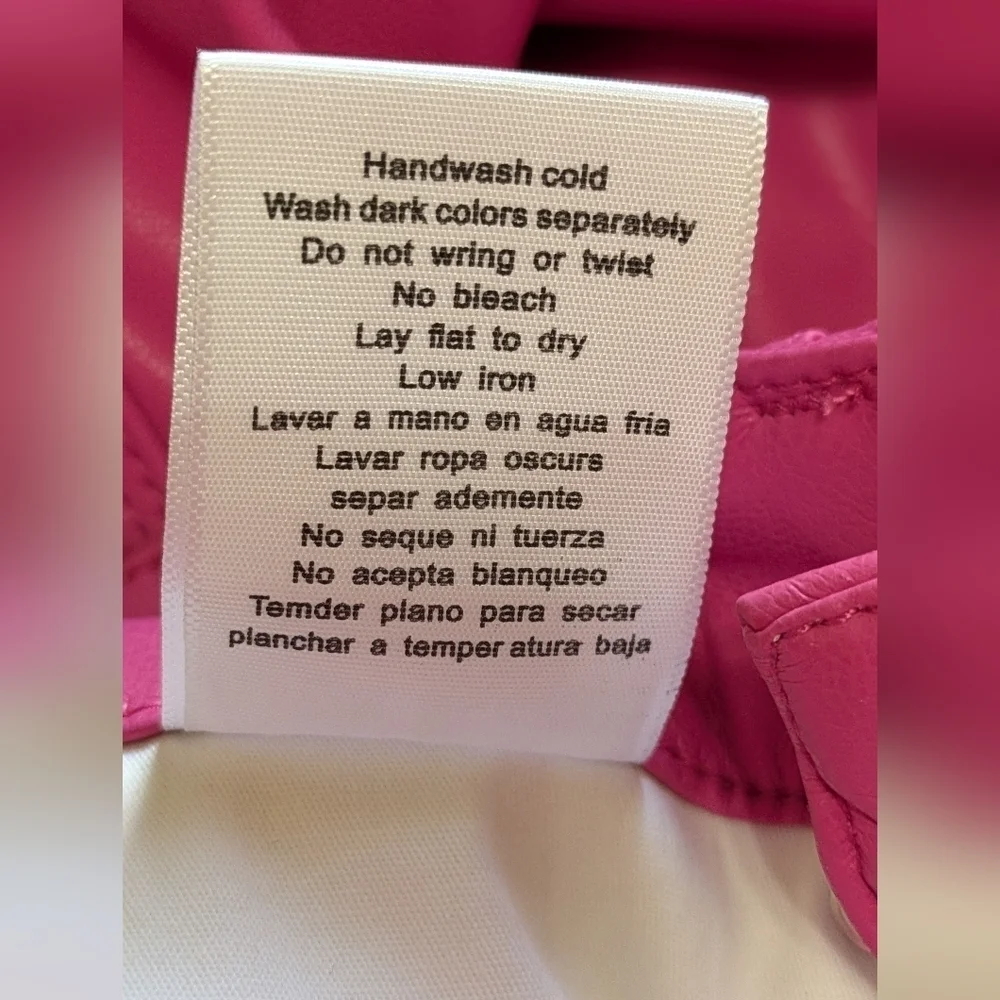 Handwash cold
Wash dark colors separately
Do not wring or twist
No bleach
Lay flat to dry
Low iron
Lavar a mano en agua fria
Lavar ropa oscurs
separ ademente
No seque ni tuerza
No acepta blanqueo
Temder plano para secar
planchar a temper atura baja